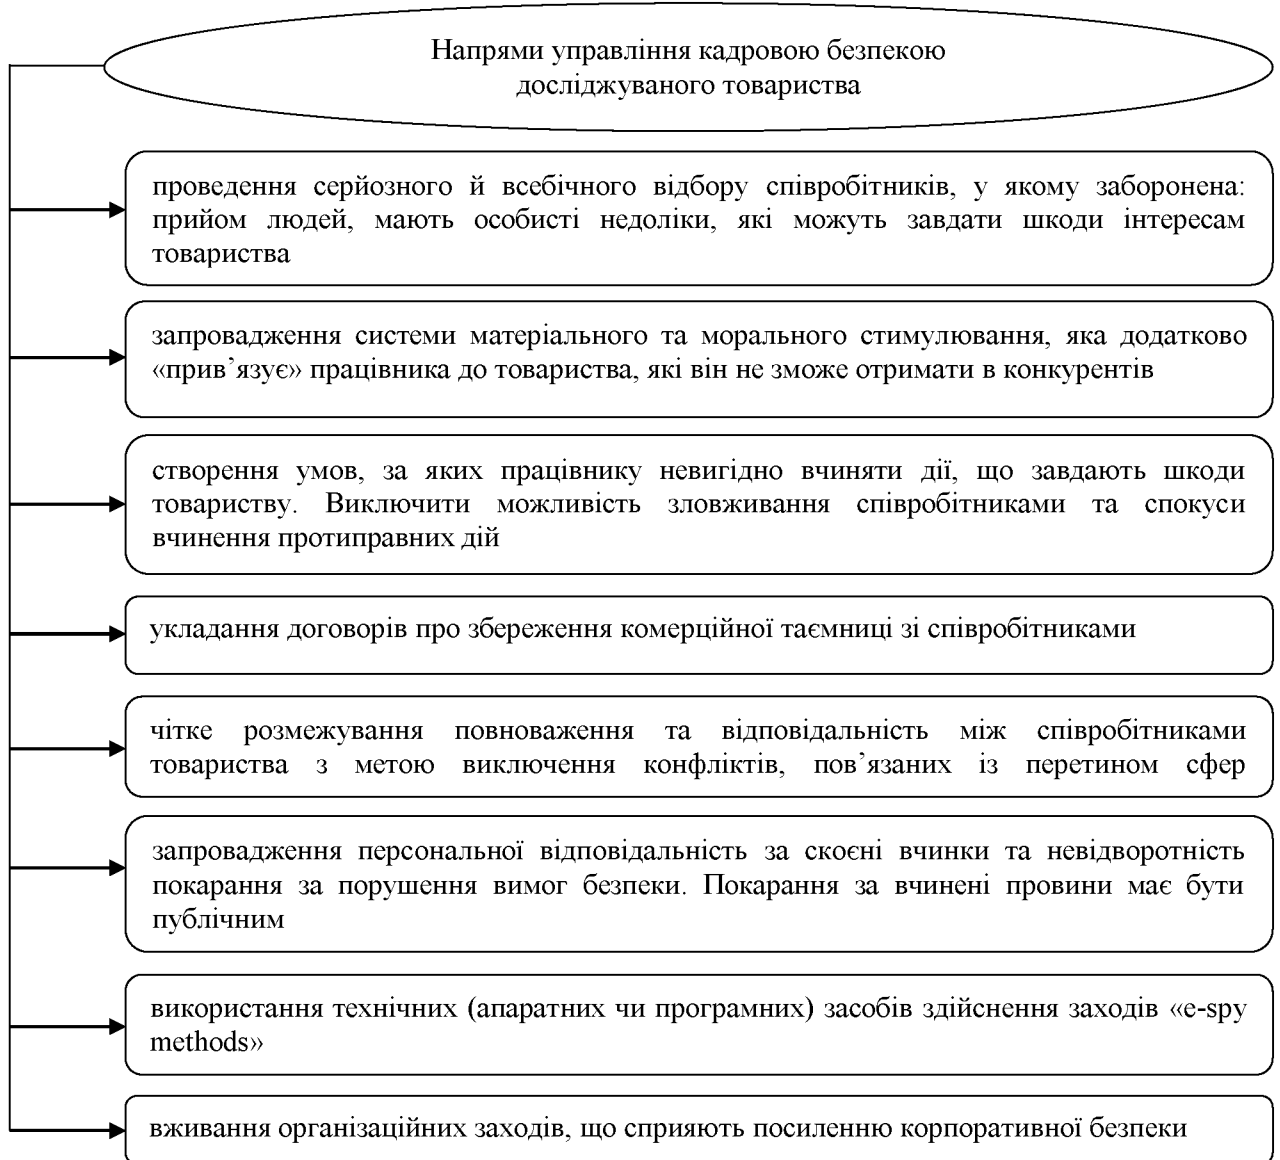 Напрями управління кадровою безпекою
досліджуваного товариства
проведення серйозного й всебічного відбору співробітників, у якому заборонена:
прийом людей, мають особисті недоліки, які можуть завдати шкоди інтересам
товариства
запровадження системи матеріального та морального стимулювання, яка додатково
«прив’язує» працівника до товариства, які він не зможе отримати в конкурентів
створення умов, за яких працівнику невигідно вчиняти дії, що завдають шкоди
товариству. Виключити можливість зловживання співробітниками та спокуси
вчинення протиправних дій
укладання договорів про збереження комерційної таємниці зі співробітниками
чітке розмежування повноваження та відповідальність між співробітниками
товариства з метою виключення конфліктів, пов’язаних із перетином сфер
запровадження персональної відповідальність за скоєні вчинки та невідворотність
покарання за порушення вимог безпеки. Покарання за вчинені провини має бути
публічним
використання технічних (апаратних чи програмних) засобів здійснення заходів «e-spy
methods»
вживання організаційних заходів, що сприяють посиленню корпоративної безпеки